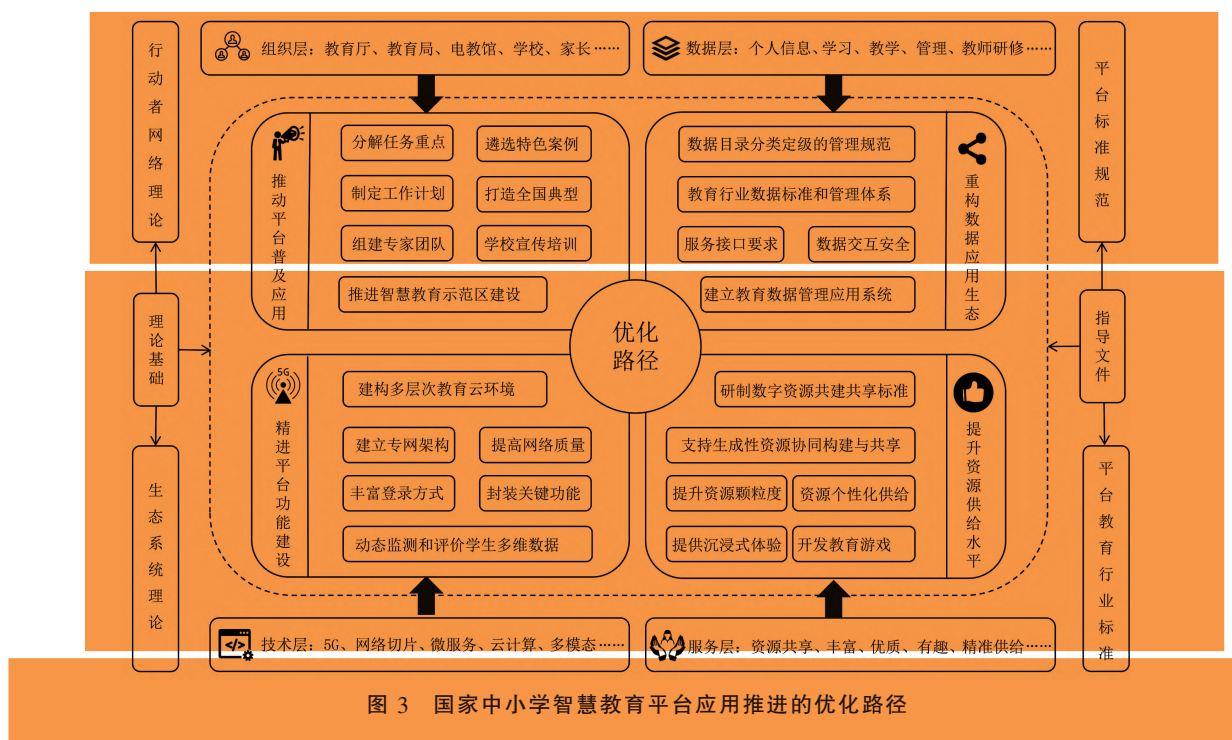 行动者网络理论
组织层：教育厅、教育局、电教馆、学校、家长……
数据层：个人信息、学习、教学、管理、教师研修……
平台标准规范
推动平台普及应用
分解任务重点
遴选特色案例
制定工作计划
打造全国典型
组建专家团队
学校宣传培训
推进智慧教育示范区建设
数据目录分类定级的管理规范
教育行业数据标准和管理体系
服务接口要求
数据交互安全
建立教育数据管理应用系统
重构数据应用生态
理论基础
优化
路径
指导文件
5G
精进平台功能建设
建构多层次教育云环境
建立专网架构
提高网络质量
丰富登录方式
封装关键功能
动态监测和评价学生多维数据
研制数字资源共建共享标准
支持生成性资源协同构建与共享
提升资源颗粒度
资源个性化供给
提供沉浸式体验
开发教育游戏
提升资源供给水平
生态系统理论
技术层：5G、网络切片、微服务、云计算、多模态……
服务层：资源共享、丰富、优质、有趣、精准供给……
平台教育行业标准
图 3 国家中小学智慧教育平台应用推进的优化路径